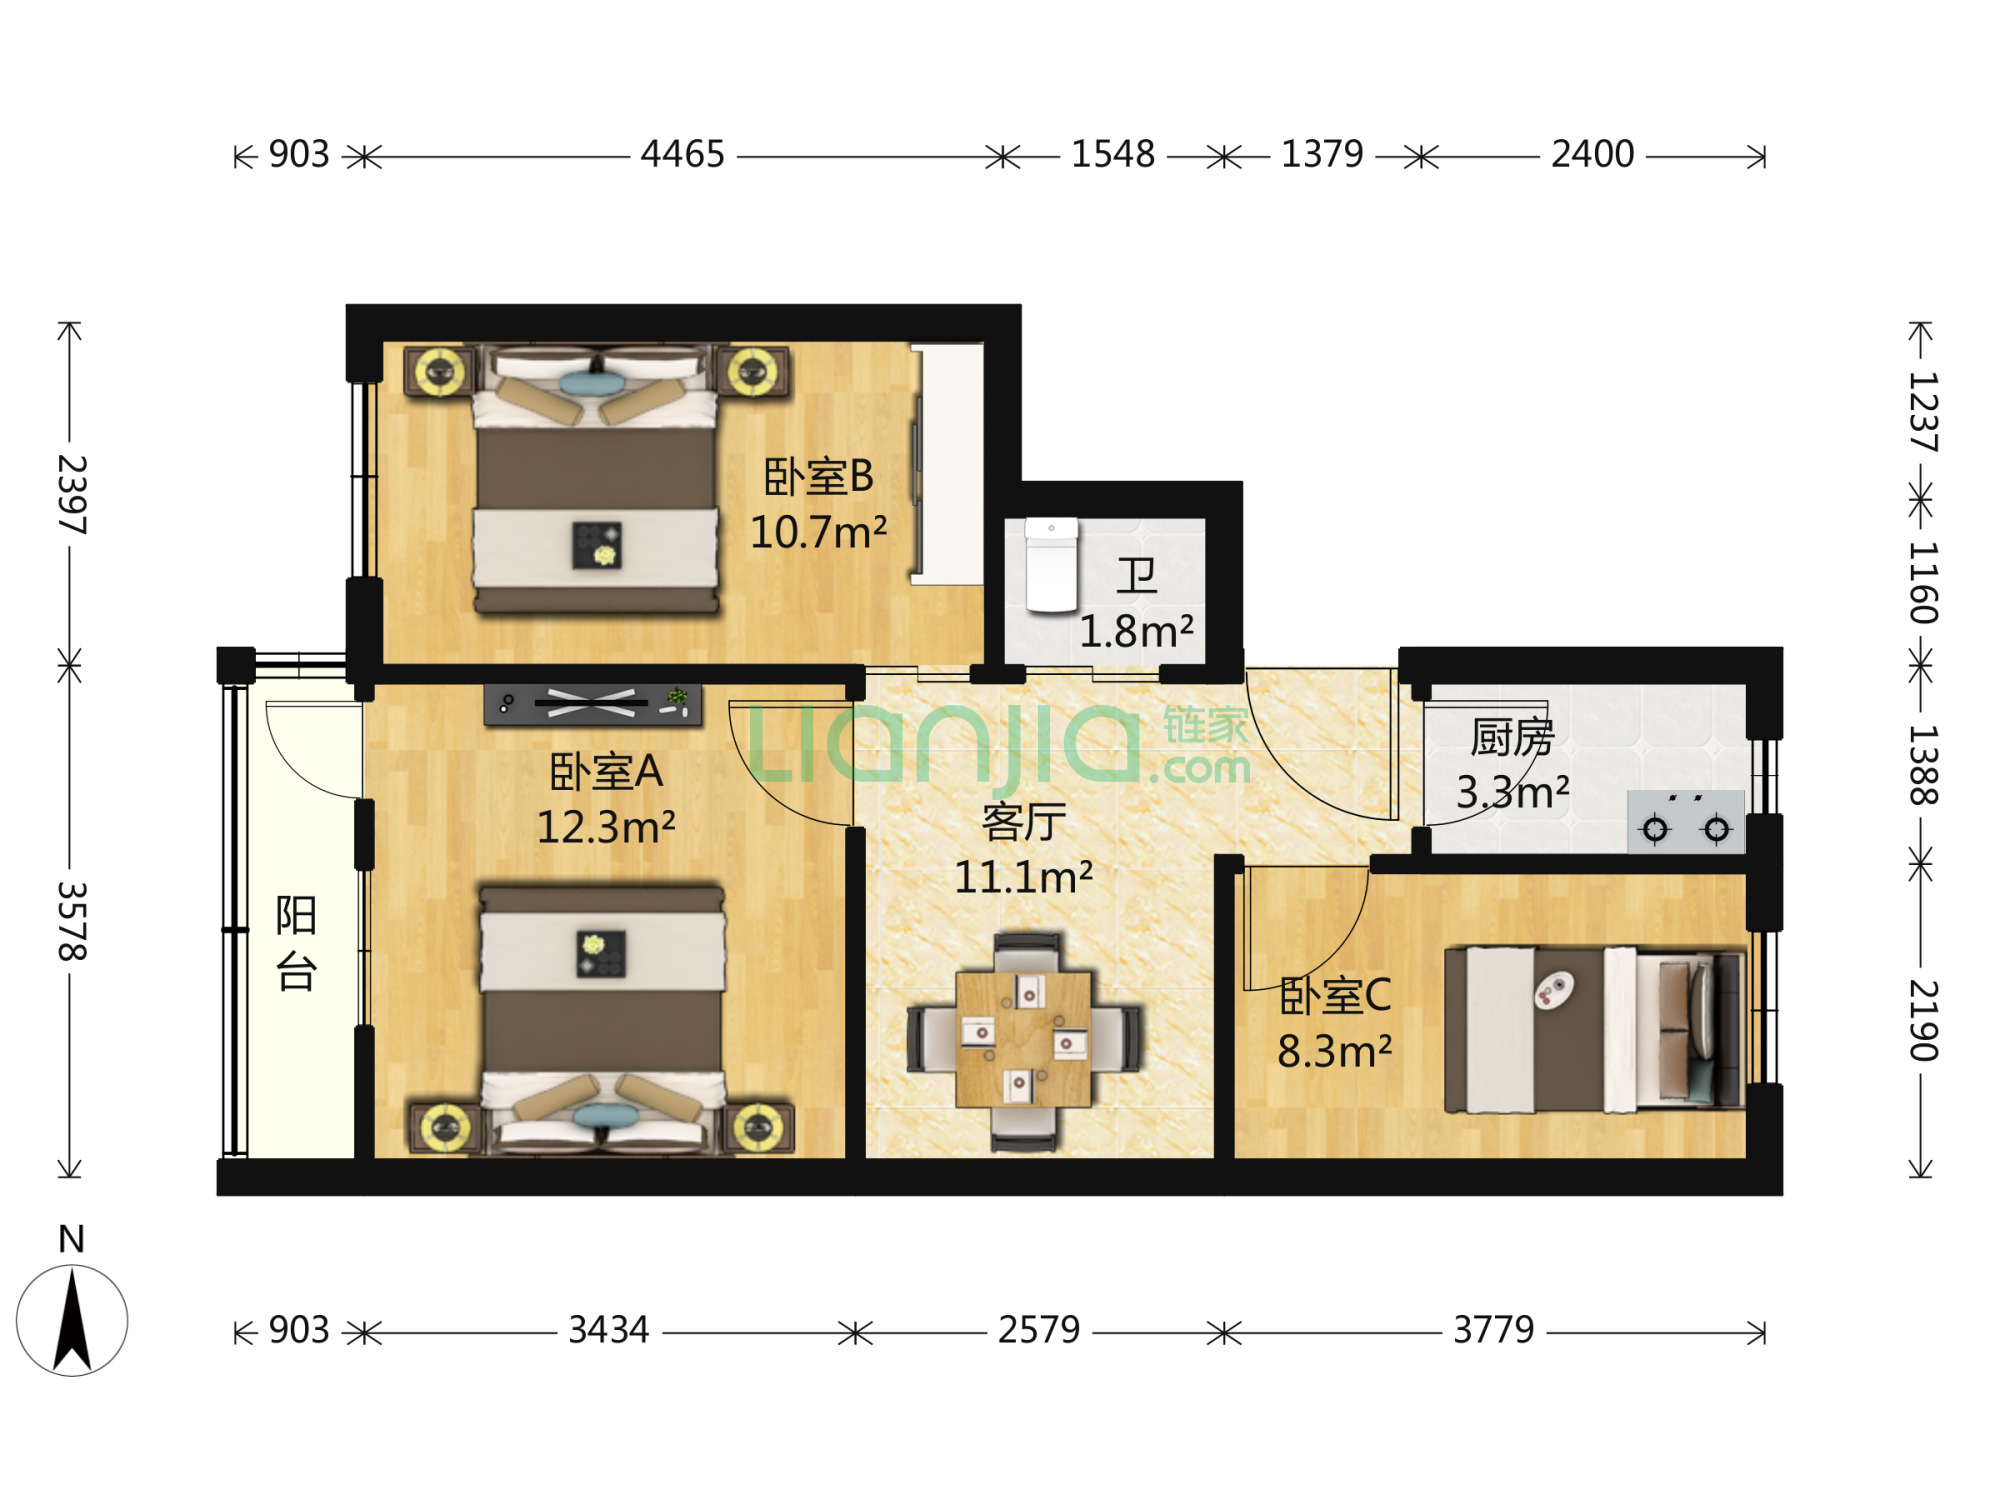 903 4465 1548 1379 2400
2397
3578
1237
1160
1388
2190
卧室B
10.7m²
卫
1.8m²
卧室A
12.3m²
lianjia 链家
.com
厨房
3.3m²
客厅
11.1m²
阳
台
卧室C
8.3m²
N
903 3434 2579 3779